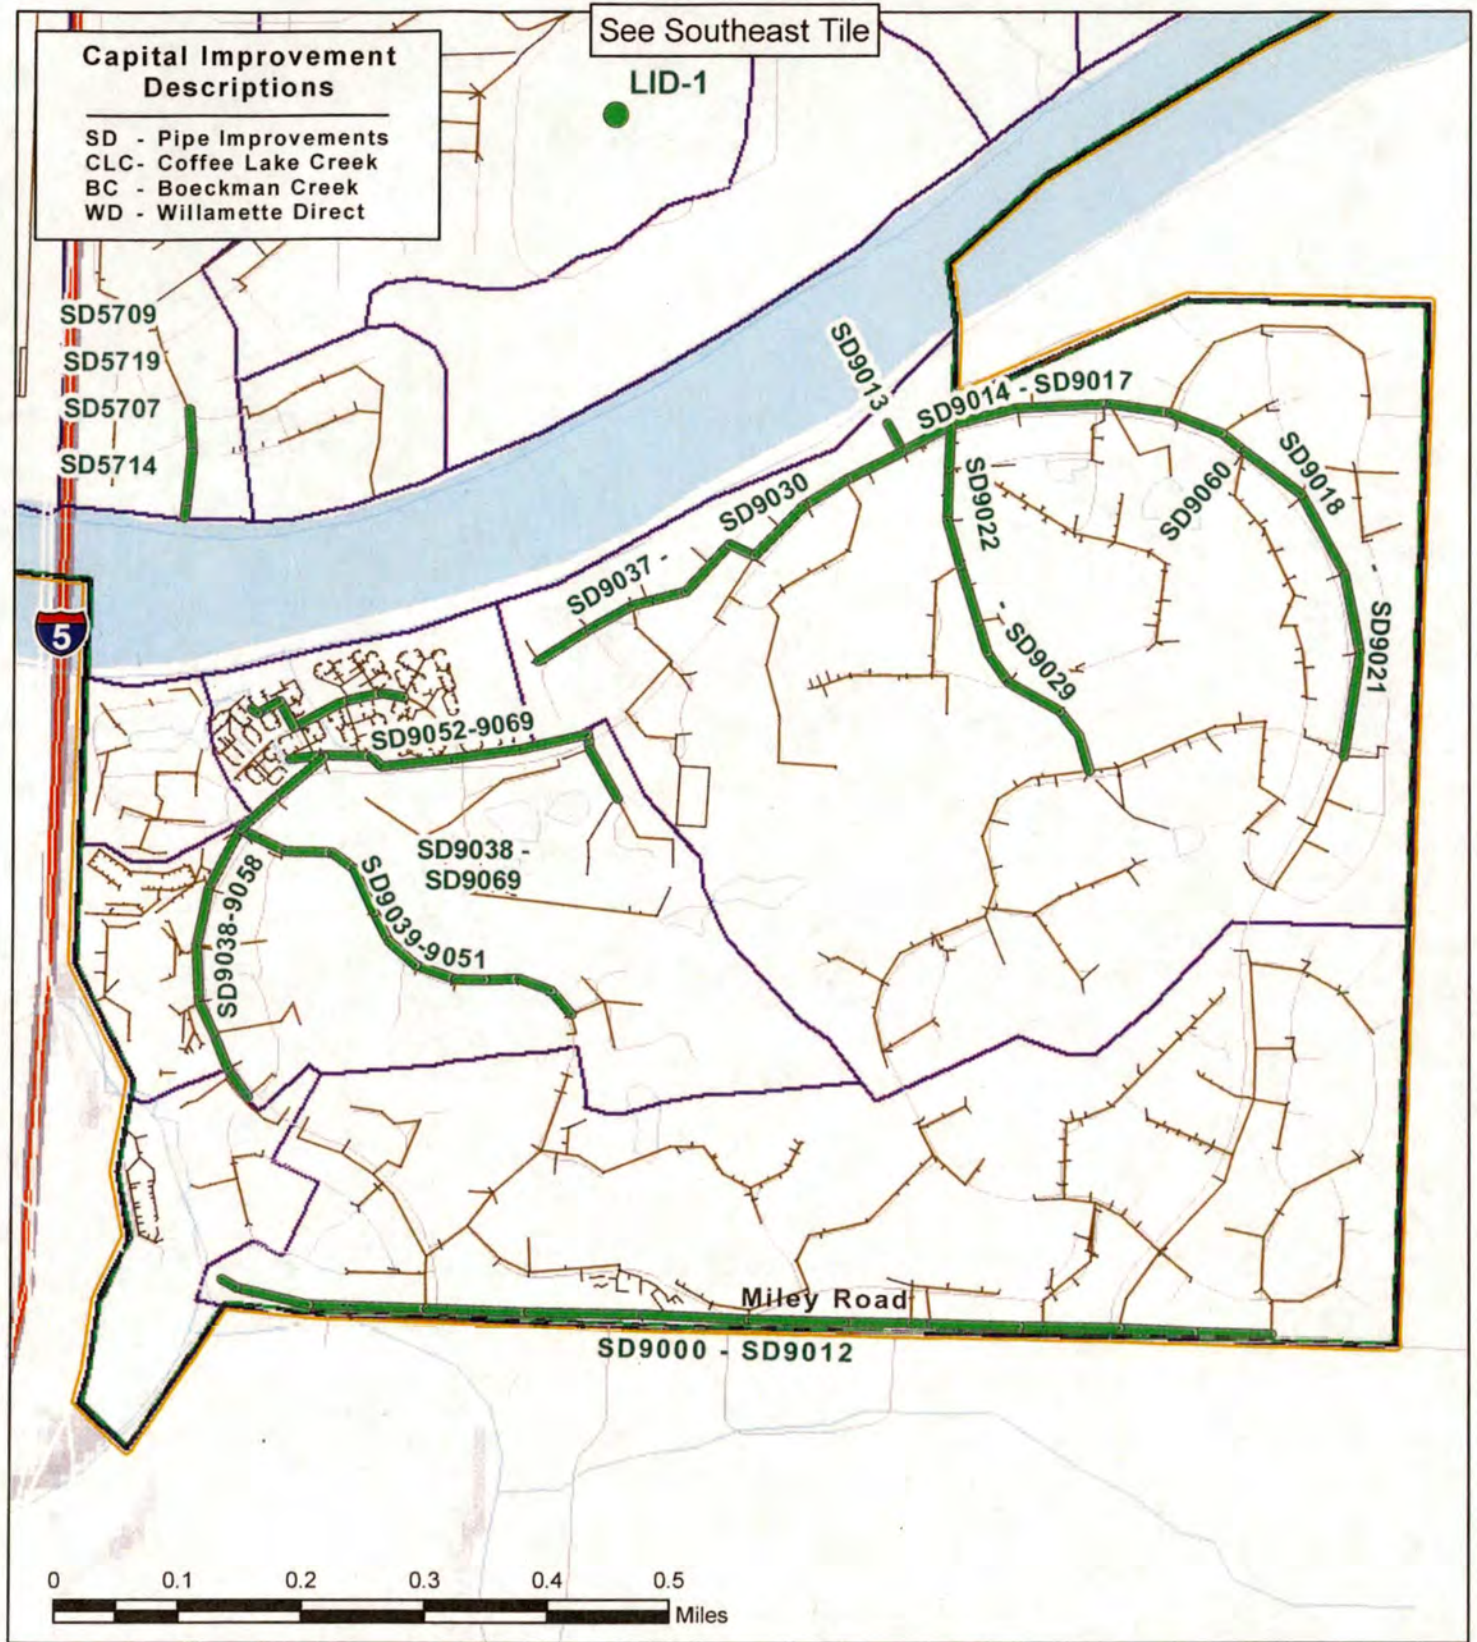 See Southeast Tile
Capital Improvement
Descriptions
SD - Pipe Improvements
CLC- Coffee Lake Creek
BC - Boeckman Creek
WD - Willamette Direct
LID-1
SD5709
SD5719
SD5707
SD5714
5
SD9013
SD9014 - SD9017
SD9018
- SD9021
SD9060
SD9022
- SD9029
SD9037 -
SD9030
SD9052-9069
SD9038 -
SD9069
SD9038-9058
SD9039-9051
Miley Road
SD9000 - SD9012
0 0.1 0.2 0.3 0.4 0.5
Miles